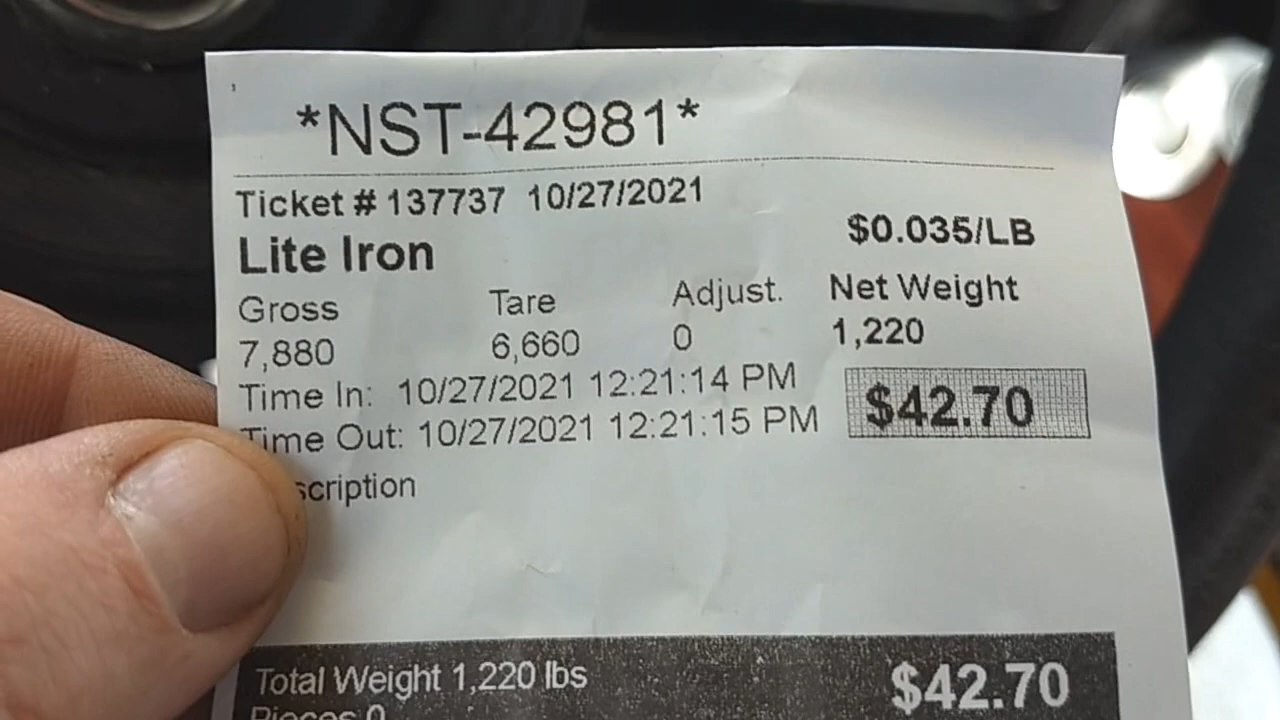 *NST-42981*
Ticket # 137737 10/27/2021
$0.035/LB
Lite Iron
Gross Tare Adjust. Net Weight
7,880 6,660 0 1,220
Time In: 10/27/2021 12:21:14 PM
$42.70
Time Out: 10/27/2021 12:21:15 PM
scription
Total Weight 1,220 lbs $42.70
Pieces 0